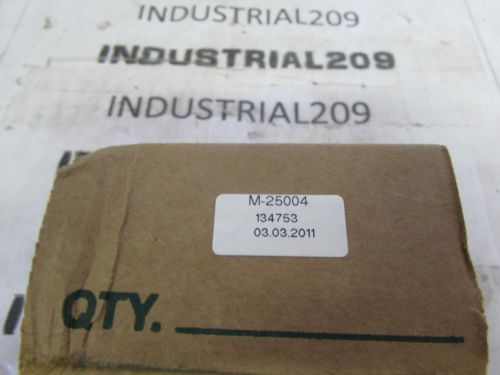 INDUSTRIAL209
INDUSTRIAL209
INDUSTRIAL209
M-25004
134753
03.03.2011
QTY.